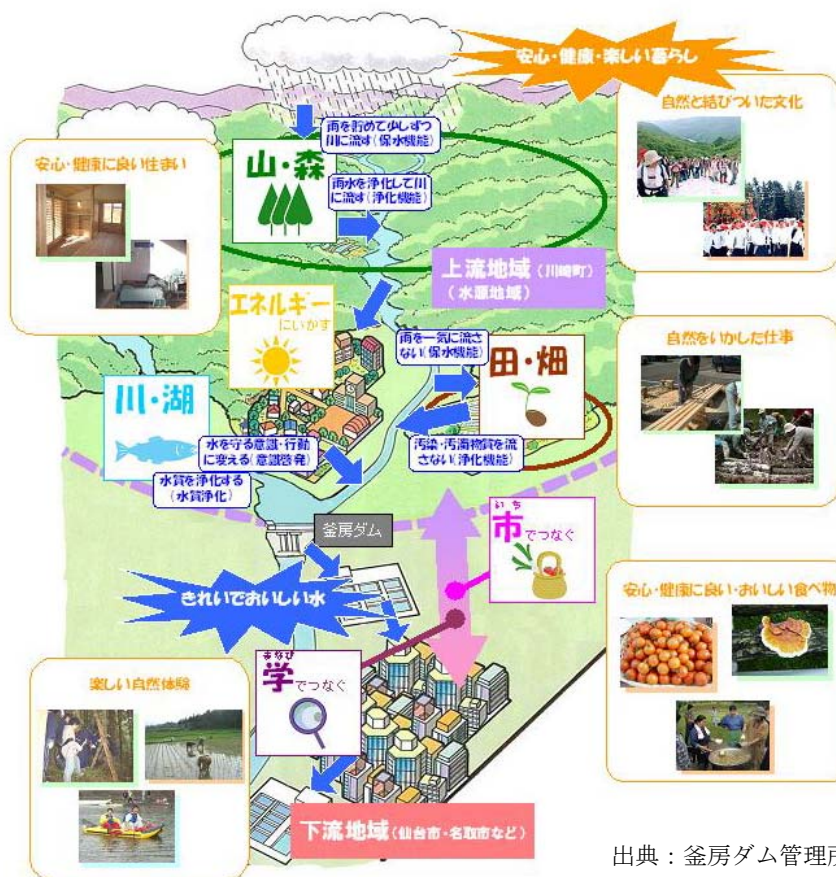 安心・健康・楽しい暮らし
自然と結びついた文化
雨を貯めて少しずつ
川に流す(保水機能)
安心・健康に良い住まい
山・森
雨水を浄化して川
に流す(浄化機能)
上流地域(川崎町)
(水源地域)
エネルギー
にいかす
雨を一気に流さ
ない(保水機能)
自然をいかした仕事
田・畑
川・湖
水を守る意識・行動
に変える(意識啓発)
汚染・汚濁物質を流
さない(浄化機能)
水質を浄化する
(水質浄化)
釜房ダム
いち
市でつなぐ
きれいでおいしい水
安心・健康に良い・おいしい食べ物
まなび
学でつなぐ
楽しい自然体験
下流地域(仙台市・名取市など)
出典：釜房ダム管理